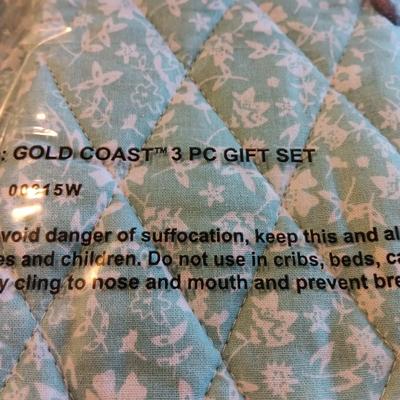 : GOLD COAST™ 3 PC GIFT SET
00215W
void danger of suffocation, keep this and al
es and children. Do not use in cribs, beds, ca
y cling to nose and mouth and prevent bre